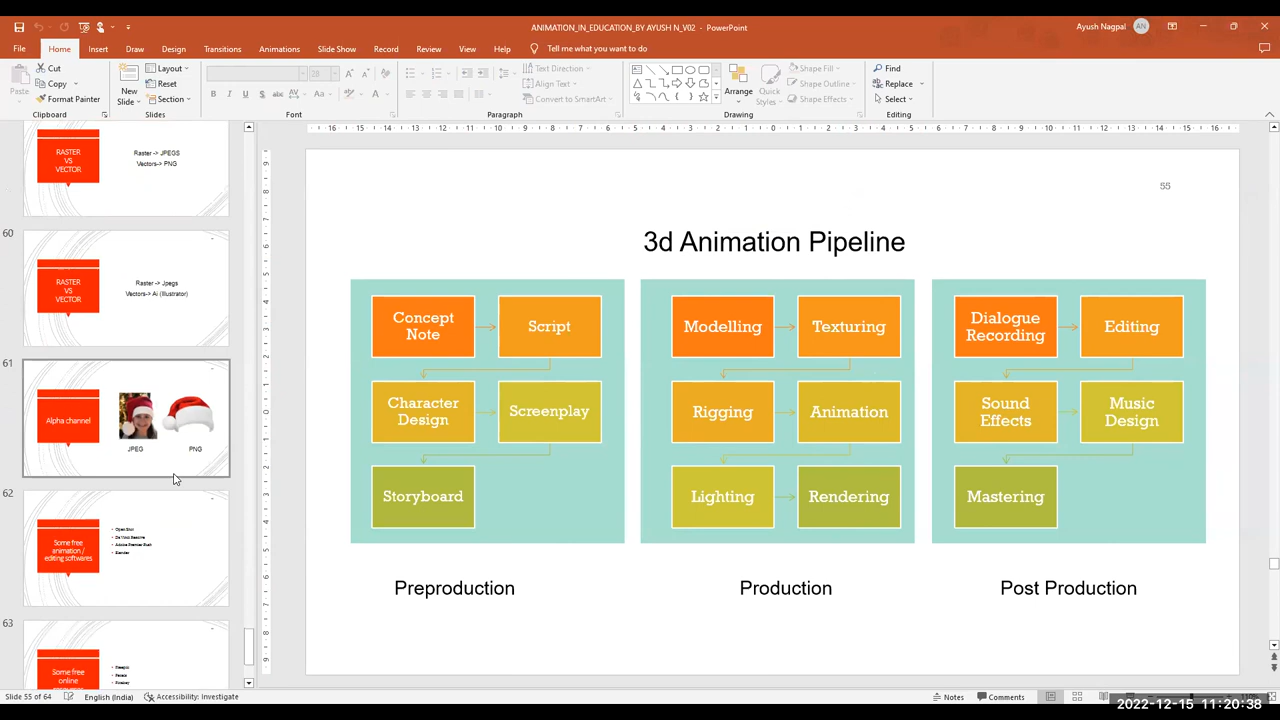 ANIMATION_IN_EDUCATION_BY AYUSH N_V02 - PowerPoint
Ayush Nagpal AN
File Home Insert Draw Design Transitions Animations Slide Show Record Review View Help Tell me what you want to do
Paste
Cut
Copy
Format Painter
Clipboard
New
Slide
Layout
Reset
Section
Slides
28
Font
Text Direction
Align Text
Convert to SmartArt
Paragraph
Arrange
Quick
Styles
Shape Fill
Shape Outline
Shape Effects
Drawing
Find
Replace
Select
Editing
RASTER
VS
VECTOR
Raster -> JPEGS
Vectors-> PNG
60
RASTER
VS
VECTOR
Raster -> Jpegs
Vectors-> Ai (Illustrator)
61
Alpha channel
JPEG
PNG
62
Some free
animation /
editing softwares
63
Some free
online
55
3d Animation Pipeline
Concept
Note
Script
Character
Design
Screenplay
Storyboard
Preproduction
Modelling
Texturing
Rigging
Animation
Lighting
Rendering
Production
Dialogue
Recording
Editing
Sound
Effects
Music
Design
Mastering
Post Production
Slide 55 of 64
English (India)
Accessibility: Investigate
Notes
Comments
2022-12-15 11:20:38